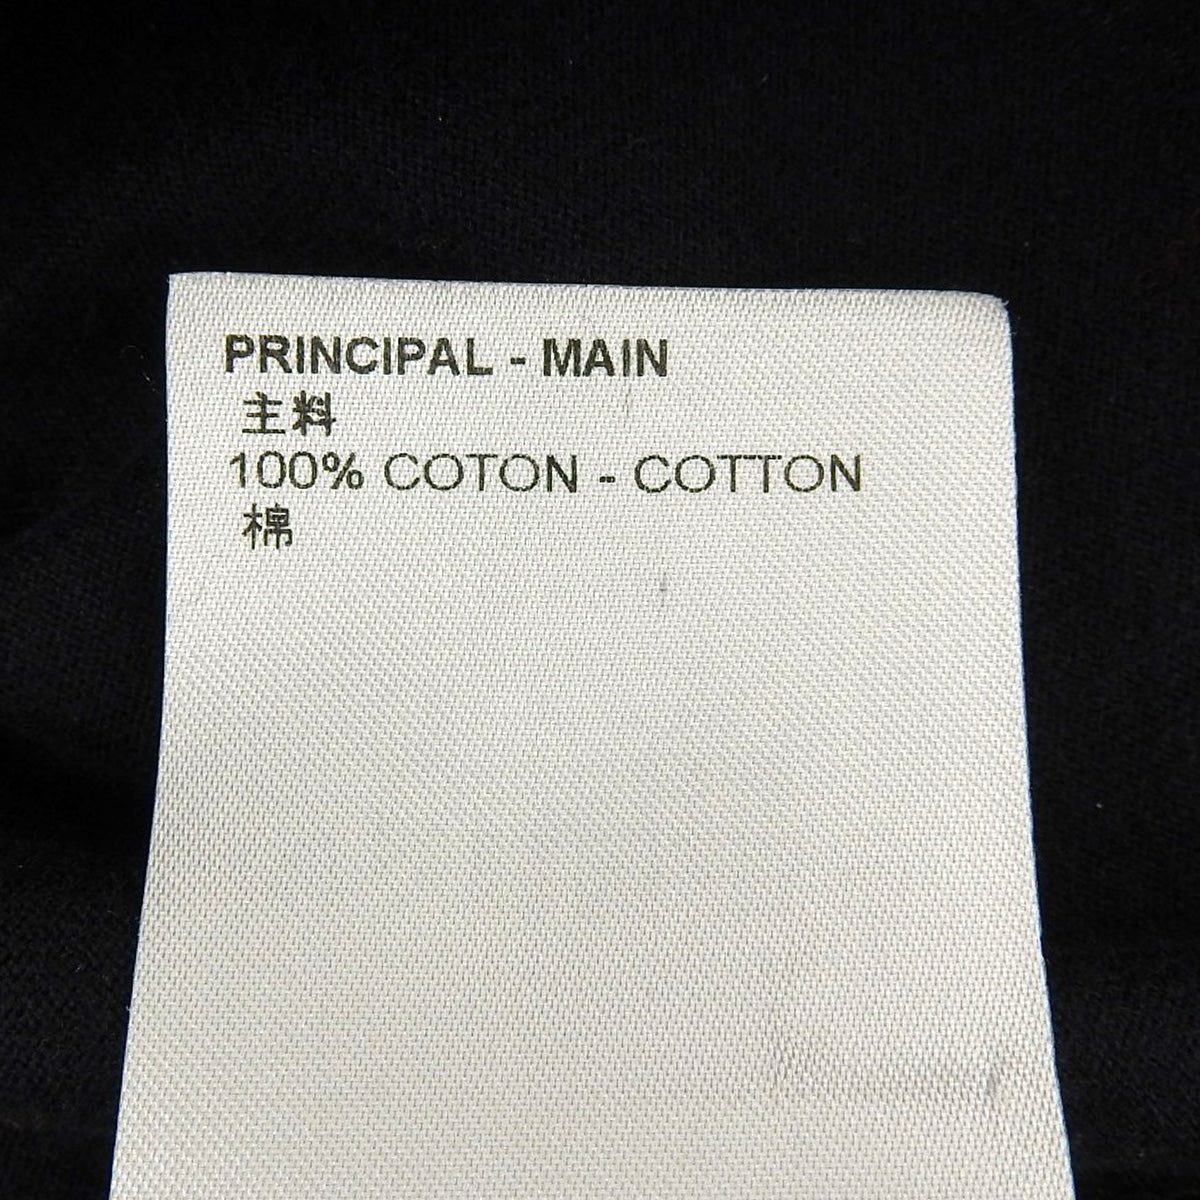 PRINCIPAL - MAIN
主料
100% COTON - COTTON
棉